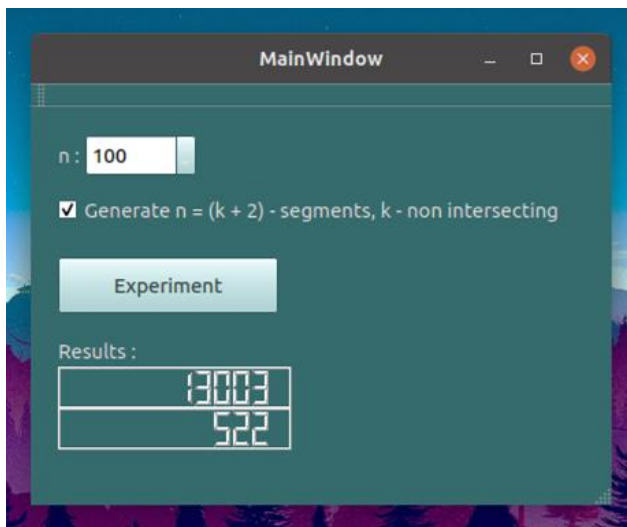 MainWindow
n : 100
Generate n = (k + 2) - segments, k - non intersecting
Experiment
Results :
13003
522